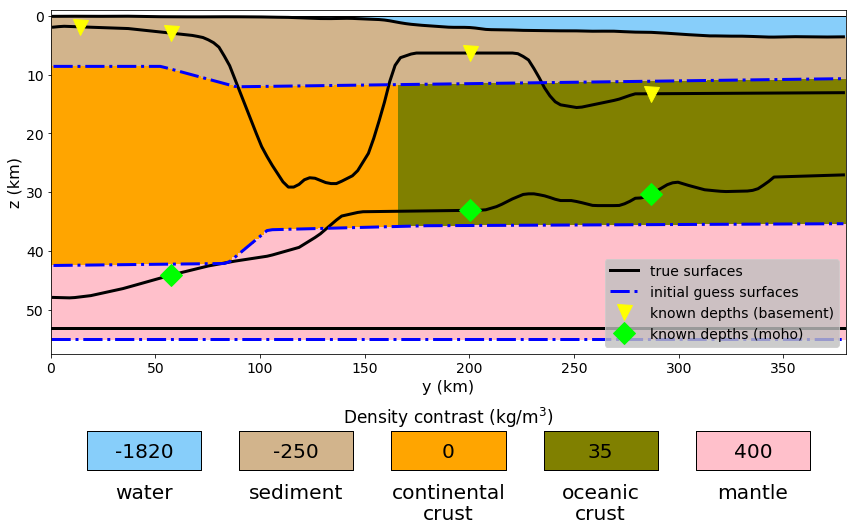 0
10
20
30
40
50
z (km)
true surfaces
initial guess surfaces
known depths (basement)
known depths (moho)
0 50 100 150 200 250 300 350
y (km)
Density contrast (kg/m³)
-1820 -250 0 35 400
water sediment continental oceanic mantle
crust crust